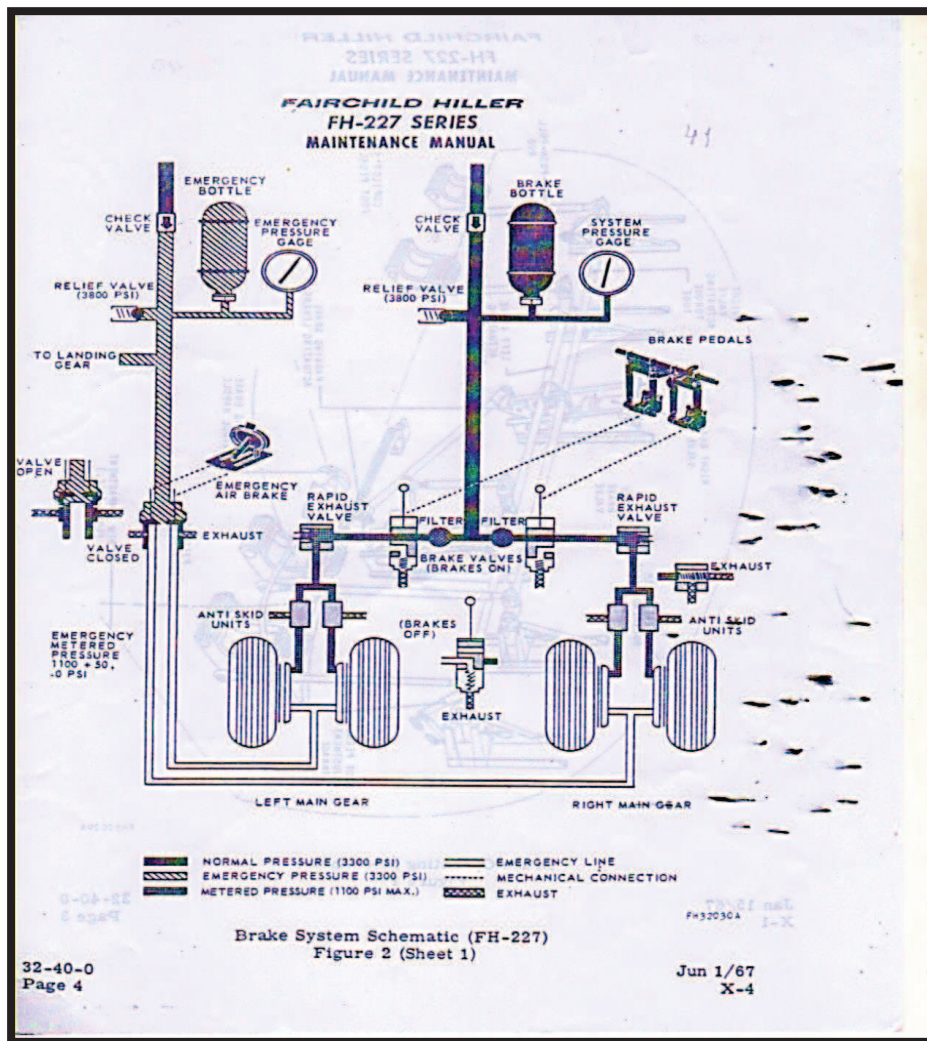 FAIRCHILD HILLER
FH-227 SERIES
MAINTENANCE MANUAL
41
EMERGENCY
BOTTLE
BRAKE
BOTTLE
CHECK
VALVE
EMERGENCY
PRESSURE
GAGE
CHECK
VALVE
SYSTEM
PRESSURE
GAGE
RELIEF VALVE
(3800 PSI)
RELIEF VALVE
(3800 PSI)
TO LANDING
GEAR
BRAKE PEDALS
VALVE
OPEN
EMERGENCY
AIR BRAKE
RAPID
EXHAUST
VALVE
FILTER
FILTER
RAPID
EXHAUST
VALVE
EXHAUST
VALVE
CLOSED
BRAKE VALVES
(BRAKES ON)
EXHAUST
ANTI SKID
UNITS
(BRAKES
OFF)
ANTI SKID
UNITS
EMERGENCY
METERED
PRESSURE
1100 + 50,
-0 PSI
EXHAUST
LEFT MAIN GEAR
RIGHT MAIN GEAR
NORMAL PRESSURE (3300 PSI)
EMERGENCY PRESSURE (3300 PSI)
METERED PRESSURE (1100 PSI MAX.)
EMERGENCY LINE
MECHANICAL CONNECTION
EXHAUST
FH32030A
Brake System Schematic (FH-227)
Figure 2 (Sheet 1)
32-40-0
Page 4
Jun 1/67
X-4